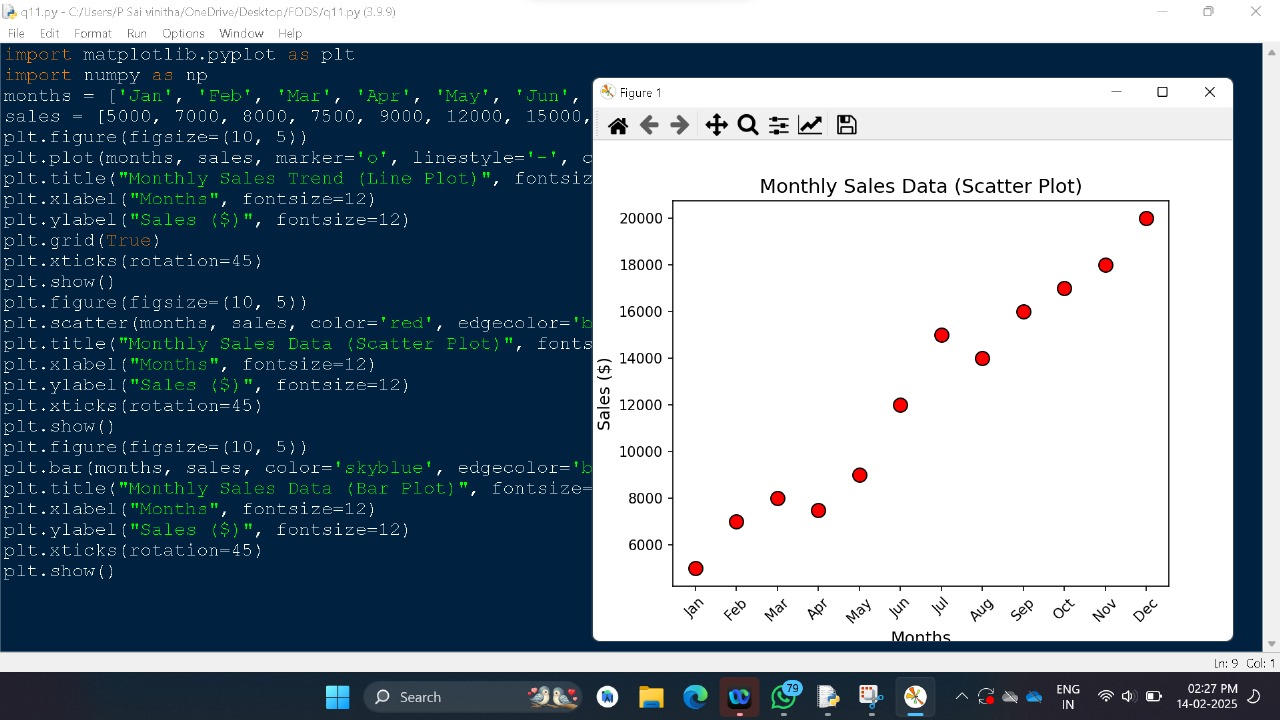 q11.py - C:/Users/P Sai vinitha/OneDrive/Desktop/FODS/q11.py (3.9.9)
File Edit Format Run Options Window Help
import matplotlib.pyplot as plt
import numpy as np
months = ['Jan', 'Feb', 'Mar' 'Apr', 'May', 'Jun',
sales = [5000, 7000, 8000, 7500, 9000, 12000, 15000,
plt.figure(figsize=(10, 5))
plt.plot(months, sales, marker='o', linestyle='-', c
plt.title("Monthly Sales Trend (Line Plot)", fontsiz
plt.xlabel("Months", fontsize=12)
plt.ylabel("Sales ($)", fontsize=12)
plt.grid(True)
plt.xticks(rotation=45)
plt.show()
plt.figure(figsize=(10, 5))
plt.scatter(months, sales, color='red', edgecolor='b
plt.title("Monthly Sales Data (Scatter Plot)", fonts
plt.xlabel("Months", fontsize=12)
plt.ylabel("Sales ($)", fontsize=12)
plt.xticks(rotation=45)
plt.show()
plt.figure(figsize=(10, 5))
plt.bar(months, sales, color='skyblue', edgecolor='b
plt.title("Monthly Sales Data (Bar Plot)", fontsize=
plt.xlabel("Months", fontsize=12)
plt.ylabel("Sales ($)", fontsize=12)
plt.xticks(rotation=45)
plt.show()
Figure 1
Monthly Sales Data (Scatter Plot)
Sales ($)
20000
18000
16000
14000
12000
10000
8000
6000
Jan Feb Mar Apr May Jun Jul Aug Sep Oct Nov Dec
Months
Ln: 9 Col: 1
Search
79
ENG
IN
02:27 PM
14-02-2025